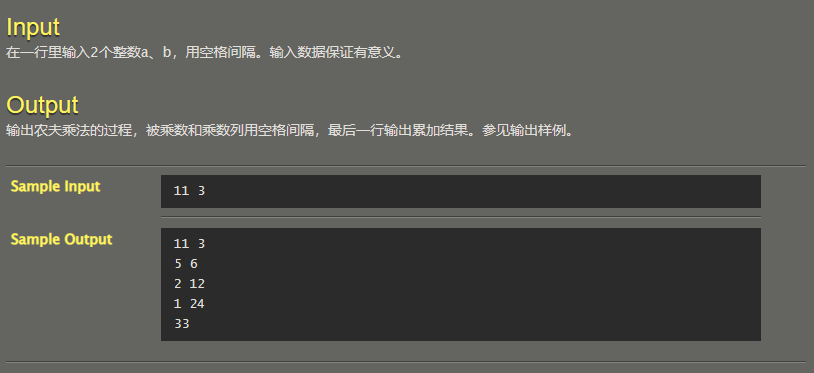 Input
在一行里输入2个整数a、b，用空格间隔。输入数据保证有意义。
Output
输出农夫乘法的过程，被乘数和乘数列用空格间隔，最后一行输出累加结果。参见输出样例。
Sample Input
11 3
Sample Output
11 3
5 6
2 12
1 24
33